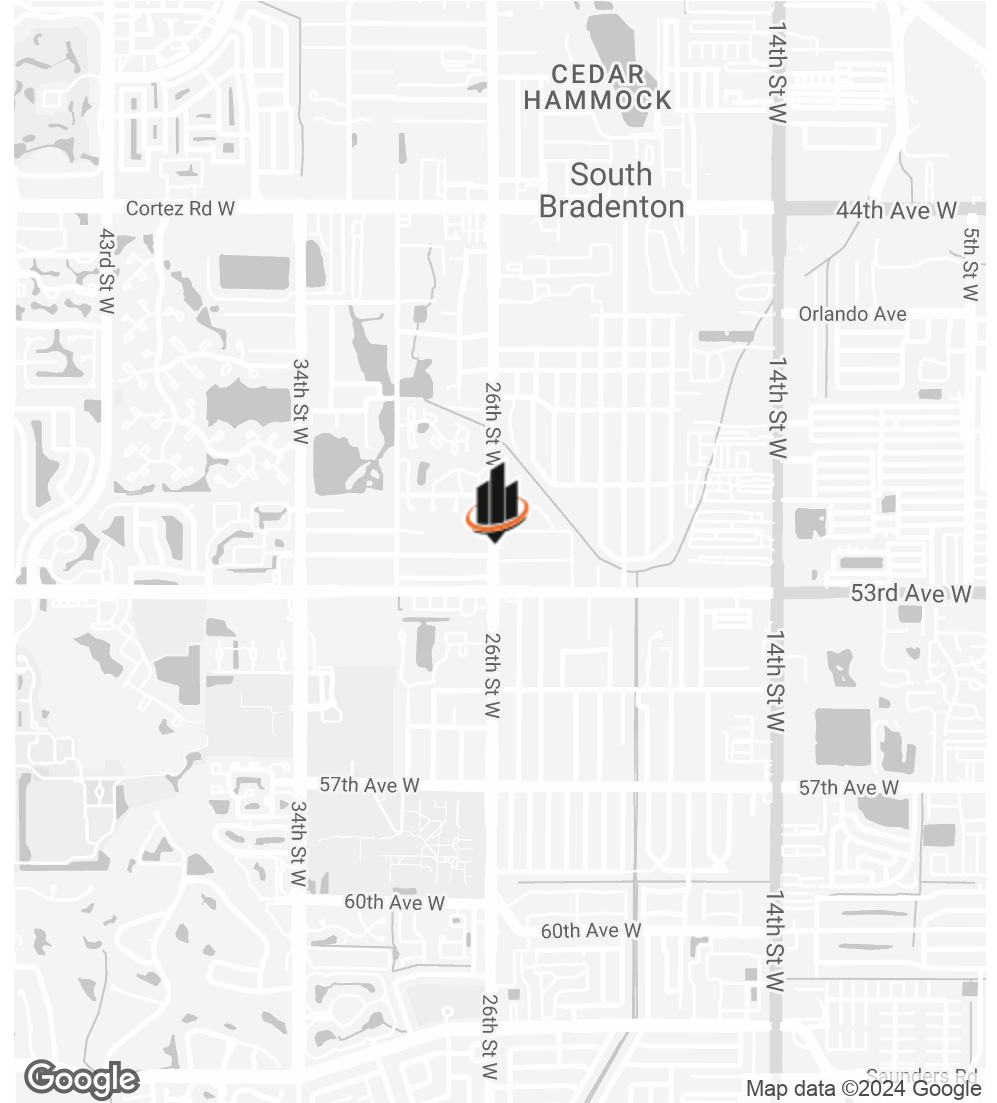 CEDAR
HAMMOCK
14th St W
South
Bradenton
Cortez Rd W
44th Ave W
43rd St W
5th St W
Orlando Ave
34th St W
26th St W
14th St W
53rd Ave W
26th St W
14th St W
57th Ave W
57th Ave W
34th St W
60th Ave W
60th Ave W
14th St W
26th St W
Google
Saunders Rd
Map data ©2024 Google